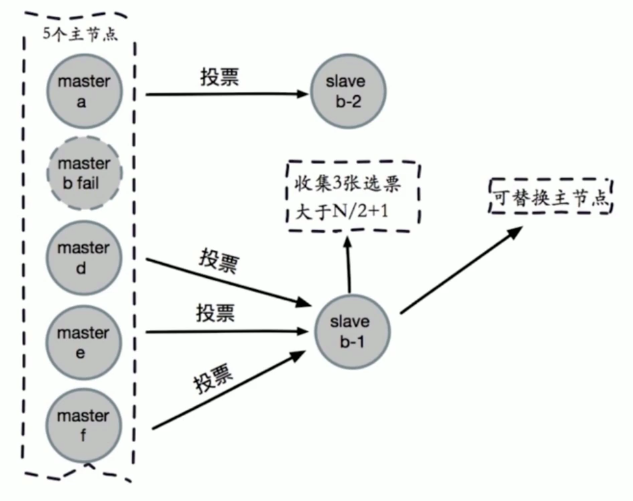 5个主节点
master
a
投票
slave
b-2
master
b fail
收集3张选票
大于N/2+1
可替换主节点
master
d
投票
投票
slave
b-1
master
e
投票
master
f